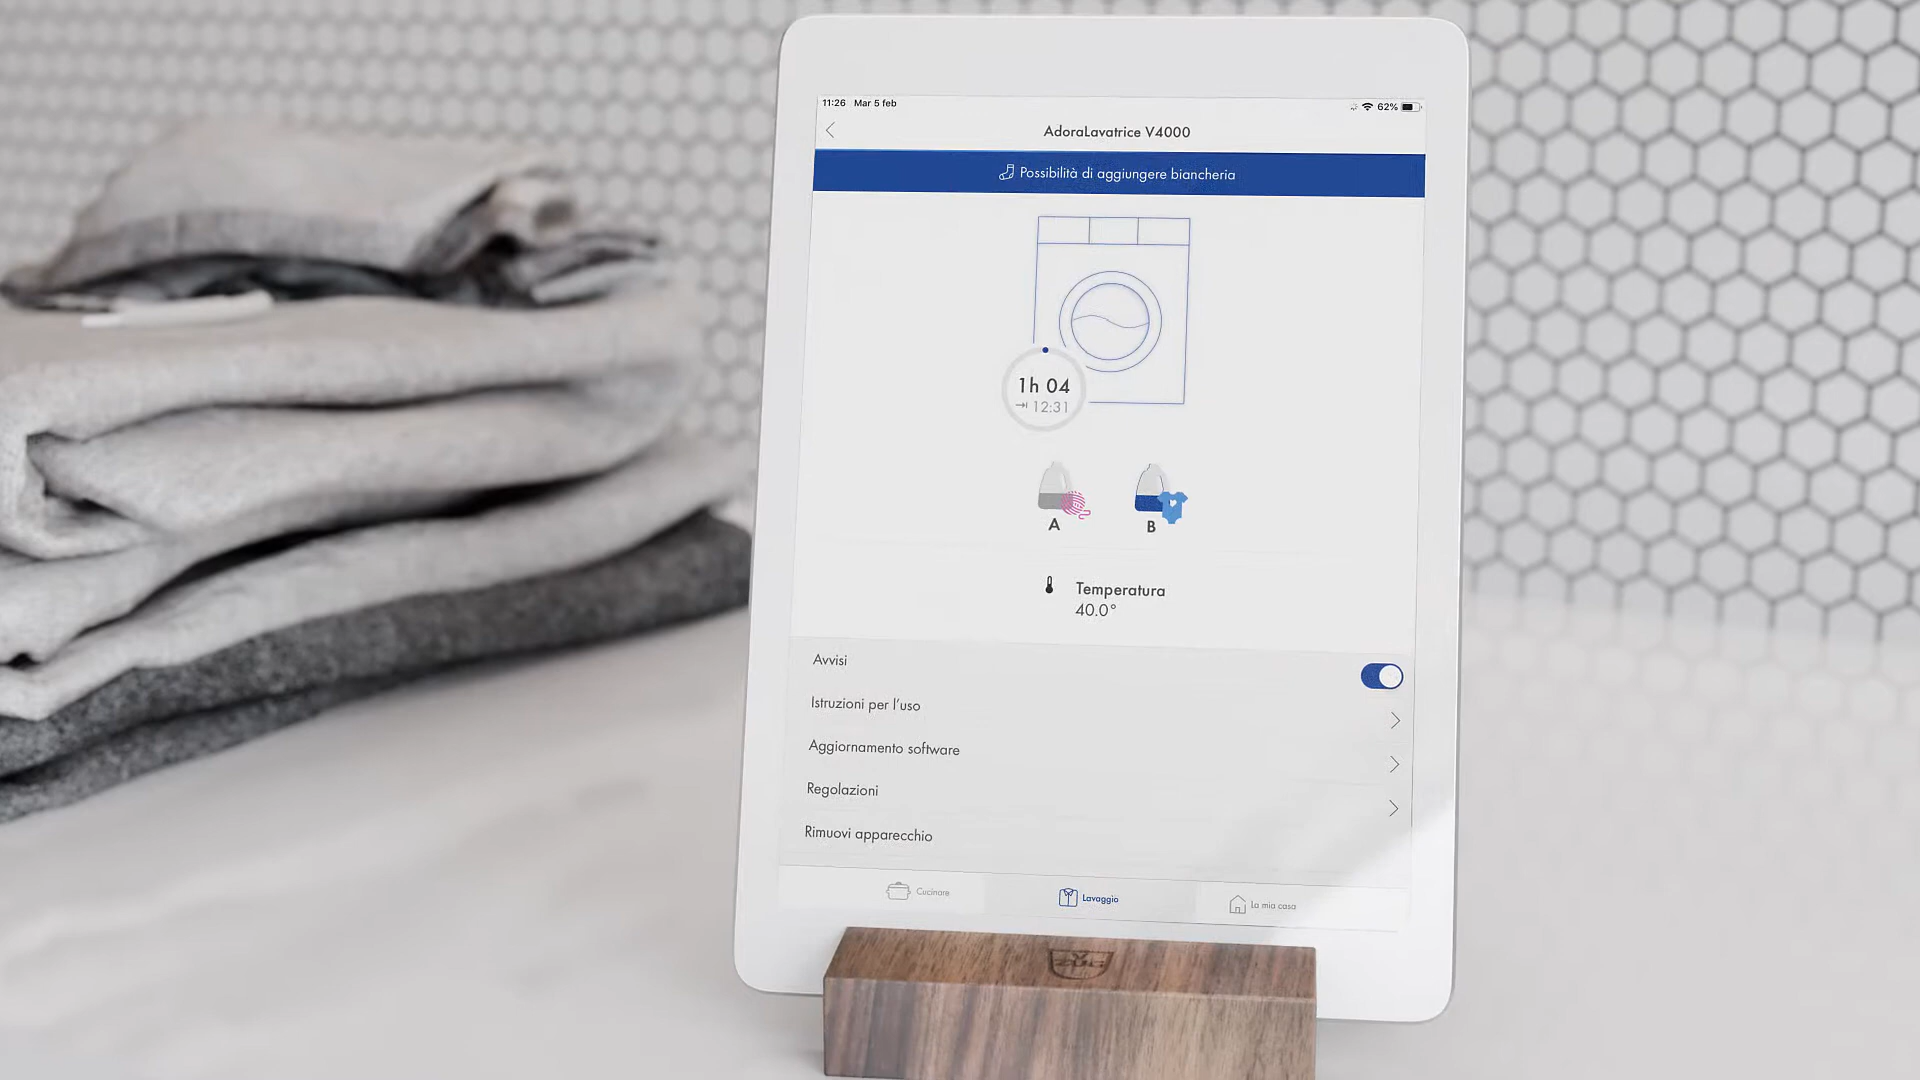 11:26 Mar 5 feb
62%
AdoraLavatrice V4000
Possibilità di aggiungere biancheria
1h 04
12:31
A
B
Temperatura
40.0°
Avvisi
Istruzioni per l'uso
Aggiornamento software
Regolazioni
Rimuovi apparecchio
Cucinare
Lavaggio
La mia casa
V
ZUG